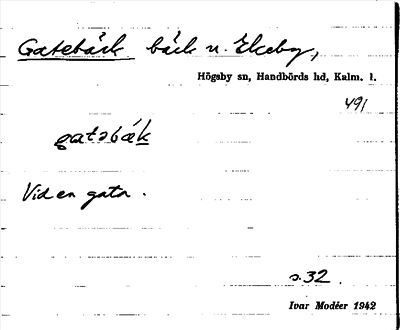 Gatebäck bäck n. Ekeby,
Högsby sn, Handbörds hd, Kalm. l.
491
gatəbäk
Vid en gata.
s. 32.
Ivar Modéer 1942